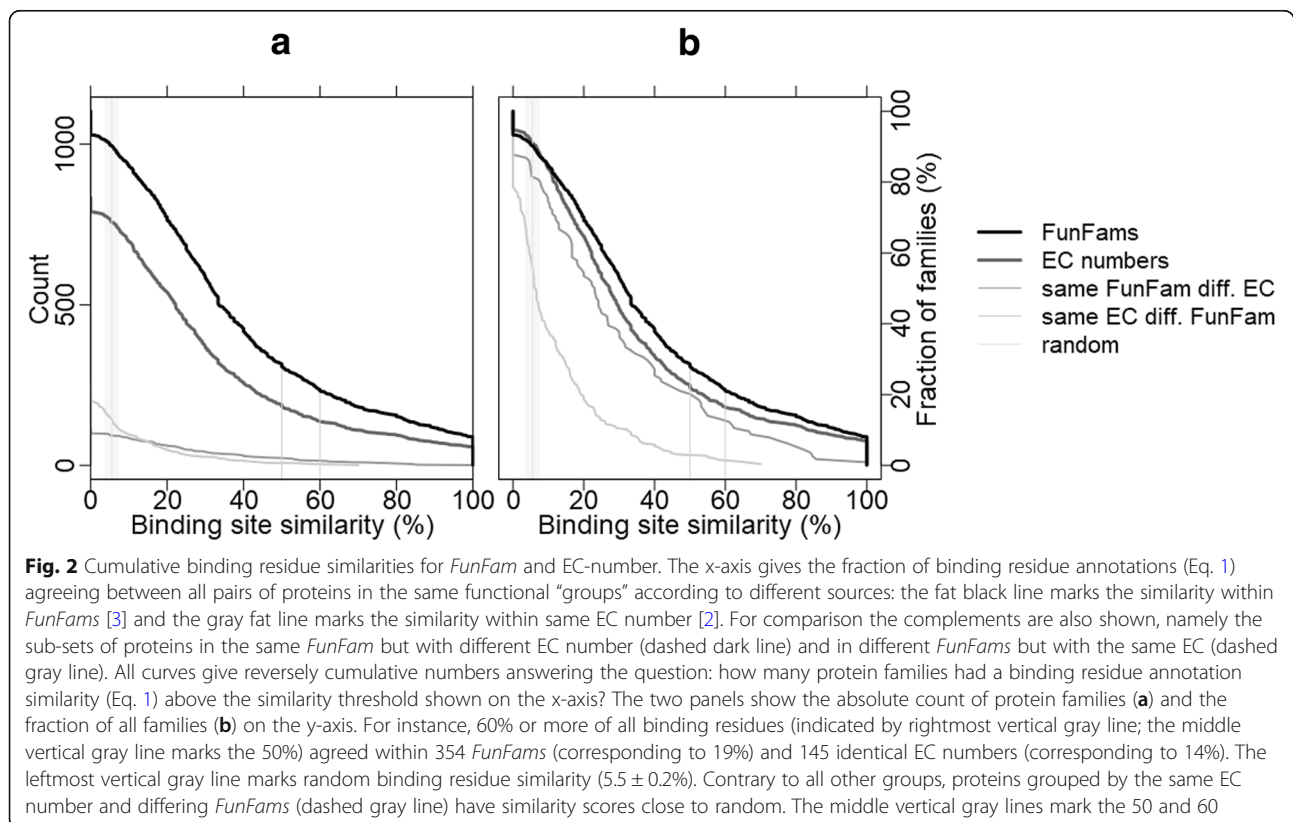 a
b
1000
500
0
Count
0 20 40 60 80 100
Binding site similarity (%)
0 20 40 60 80 100
Binding site similarity (%)
100
80
60
40
20
0
Fraction of families (%)
FunFams
EC numbers
same FunFam diff. EC
same EC diff. FunFam
random
Fig. 2 Cumulative binding residue similarities for FunFam and EC-number. The x-axis gives the fraction of binding residue annotations (Eq. 1)
agreeing between all pairs of proteins in the same functional “groups” according to different sources: the fat black line marks the similarity within
FunFams [3] and the gray fat line marks the similarity within same EC number [2]. For comparison the complements are also shown, namely the
sub-sets of proteins in the same FunFam but with different EC number (dashed dark line) and in different FunFams but with the same EC (dashed
gray line). All curves give reversely cumulative numbers answering the question: how many protein families had a binding residue annotation
similarity (Eq. 1) above the similarity threshold shown on the x-axis? The two panels show the absolute count of protein families (a) and the
fraction of all families (b) on the y-axis. For instance, 60% or more of all binding residues (indicated by rightmost vertical gray line; the middle
vertical gray line marks the 50%) agreed within 354 FunFams (corresponding to 19%) and 145 identical EC numbers (corresponding to 14%). The
leftmost vertical gray line marks random binding residue similarity (5.5 ± 0.2%). Contrary to all other groups, proteins grouped by the same EC
number and differing FunFams (dashed gray line) have similarity scores close to random. The middle vertical gray lines mark the 50 and 60